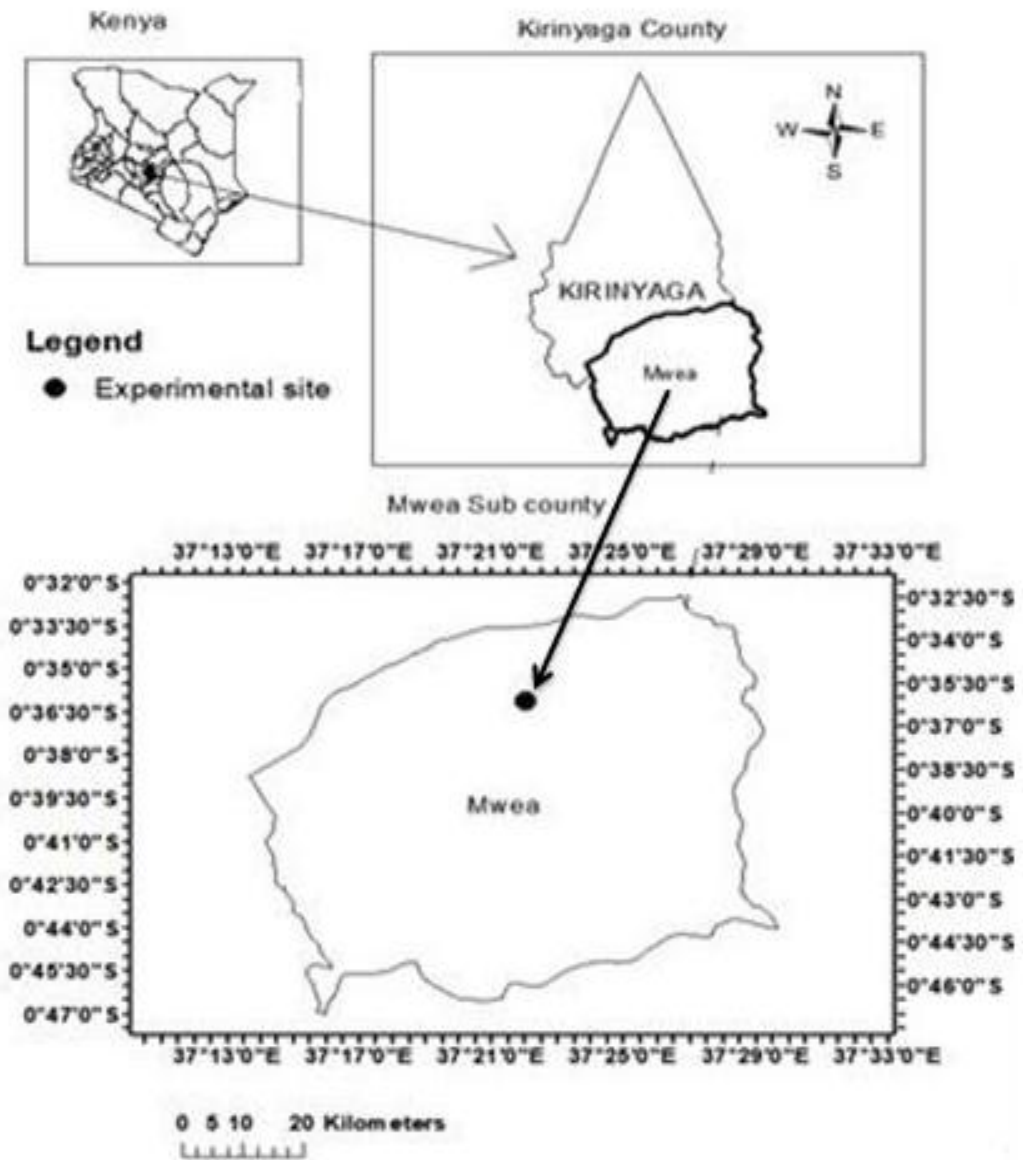 Kenya
Kirinyaga County
N
W E
S
KIRINYAGA
Mwea
Legend
Experimental site
Mwea Sub county
37°13'0"E 37°17'0"E 37°21'0"E 37°25'0"E 37°29'0"E 37°33'0"E
0°32'0"S
0°33'30"S
0°35'0"S
0°36'30"S
0°38'0"S
0°39'30"S
0°41'0"S
0°42'30"S
0°44'0"S
0°45'30"S
0°47'0"S
Mwea
0°32'30"S
0°34'0"S
0°35'30"S
0°37'0"S
0°38'30"S
0°40'0"S
0°41'30"S
0°43'0"S
0°44'30"S
0°46'0"S
37°13'0"E 37°17'0"E 37°21'0"E 37°25'0"E 37°29'0"E 37°33'0"E
0 5 10 20 Kilometers